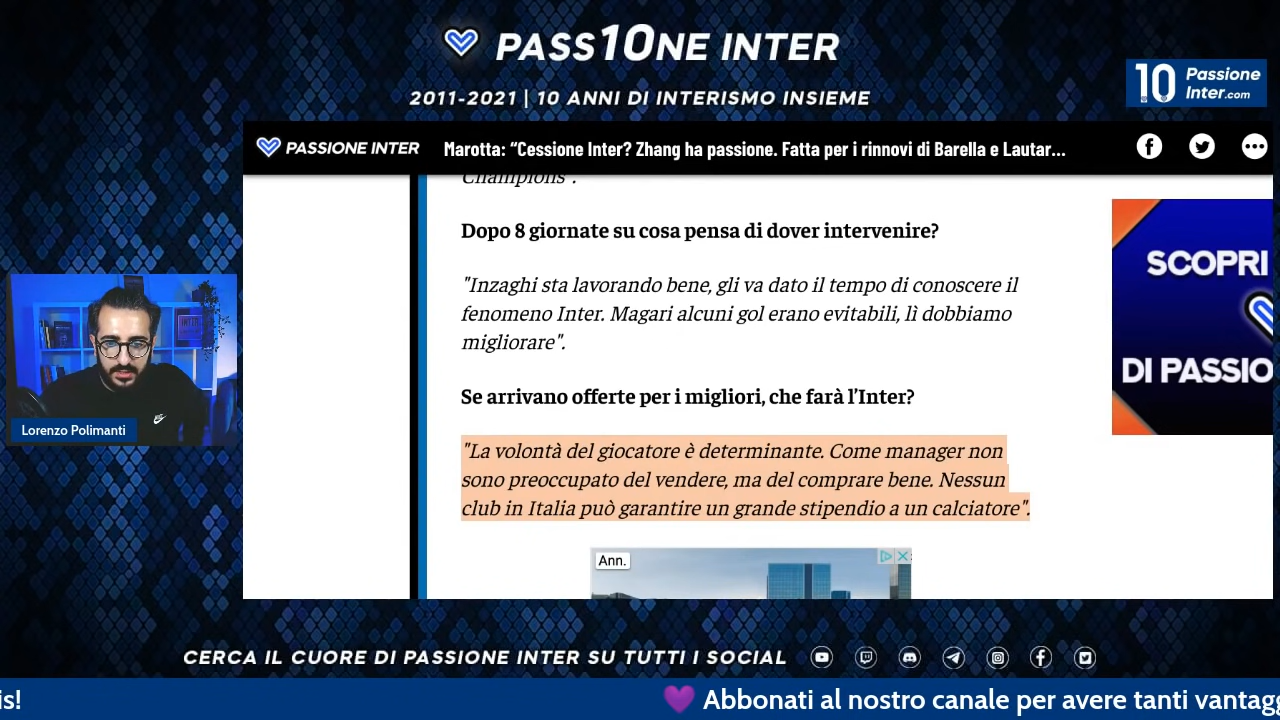 PASS10NE INTER
2011-2021 | 10 ANNI DI INTERISMO INSIEME
10 Passione
Inter.com
PASSIONE INTER
Marotta: “Cessione Inter? Zhang ha passione. Fatta per i rinnovi di Barella e Lautar...
Champions".
Dopo 8 giornate su cosa pensa di dover intervenire?
"Inzaghi sta lavorando bene, gli va dato il tempo di conoscere il
fenomeno Inter. Magari alcuni gol erano evitabili, lì dobbiamo
migliorare".
Se arrivano offerte per i migliori, che farà l’Inter?
"La volontà del giocatore è determinante. Come manager non
sono preoccupato del vendere, ma del comprare bene. Nessun
club in Italia può garantire un grande stipendio a un calciatore".
Ann.
SCOPRI
DI PASSIO
Lorenzo Polimanti
CERCA IL CUORE DI PASSIONE INTER SU TUTTI I SOCIAL
is! 💜 Abbonati al nostro canale per avere tanti vantagg